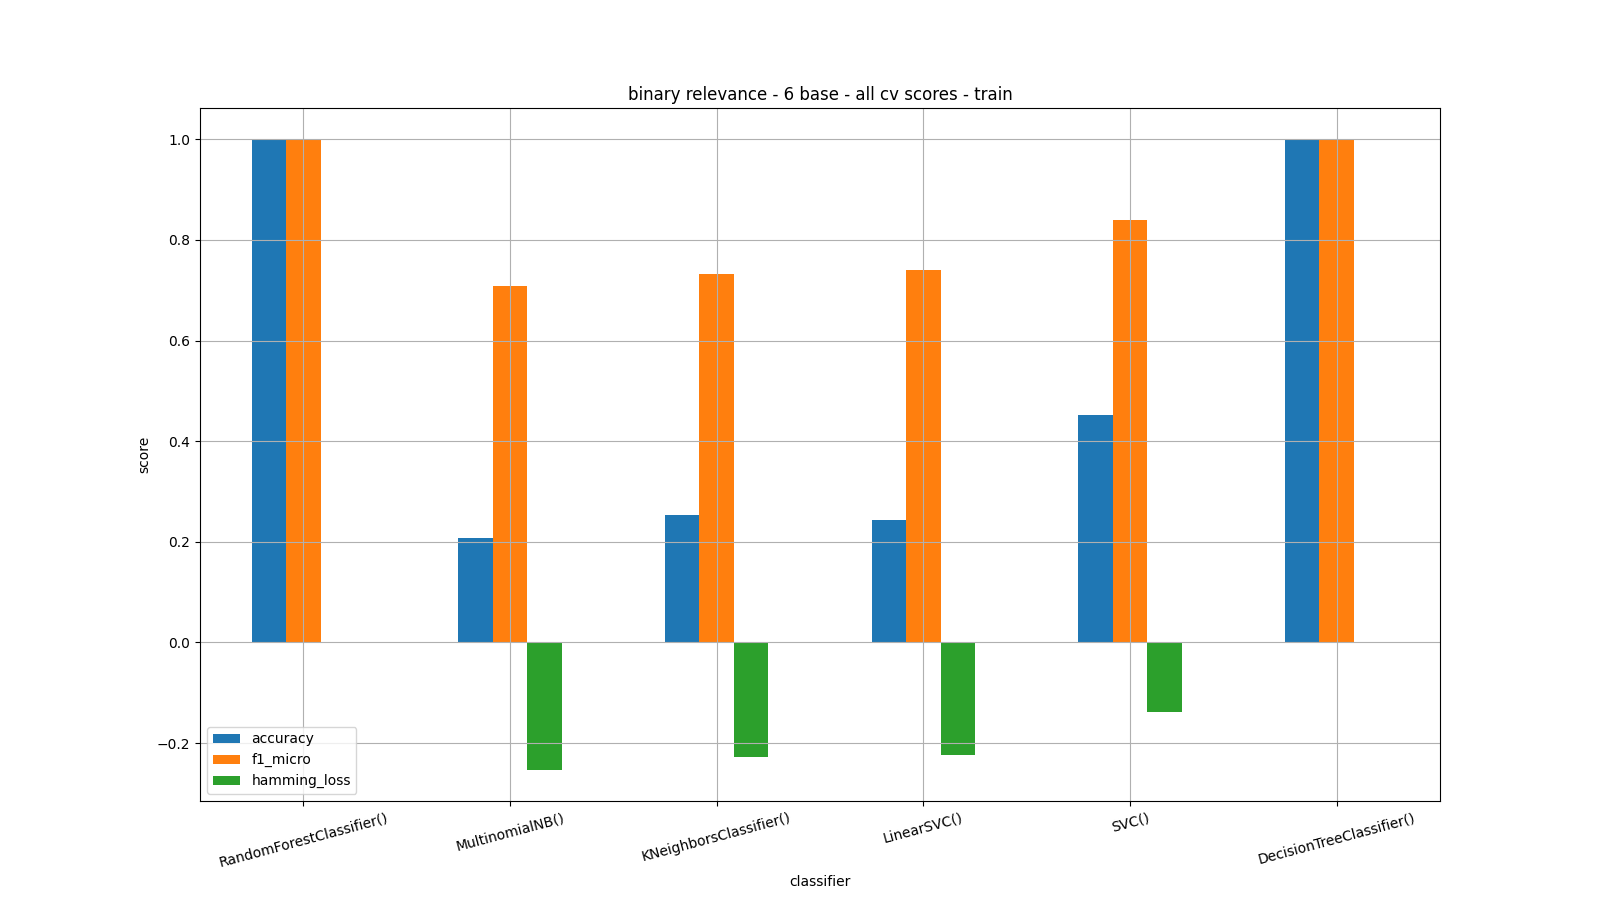 binary relevance - 6 base - all cv scores - train
1.0
0.8
0.6
0.4
0.2
0.0
−0.2
score
accuracy
f1_micro
hamming_loss
RandomForestClassifier()
MultinomialNB()
KNeighborsClassifier()
LinearSVC()
SVC()
DecisionTreeClassifier()
classifier